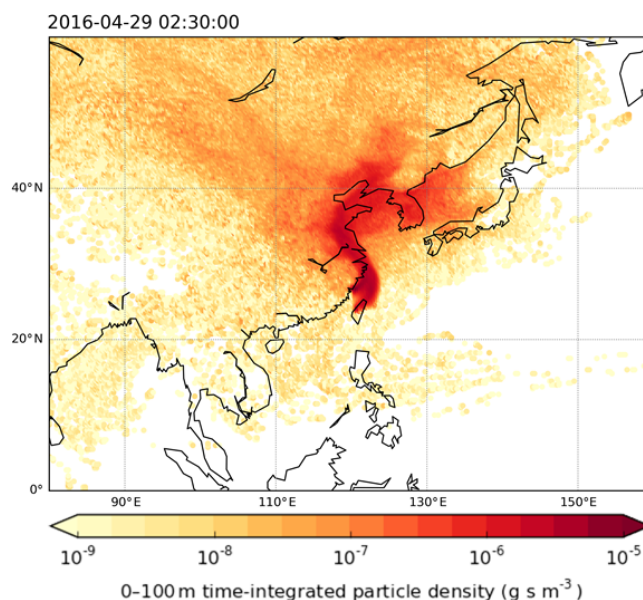 2016-04-29 02:30:00
40°N
20°N
0°
90°E 110°E 130°E 150°E
10⁻⁹ 10⁻⁸ 10⁻⁷ 10⁻⁶ 10⁻⁵
0–100 m time-integrated particle density (g s m⁻³)